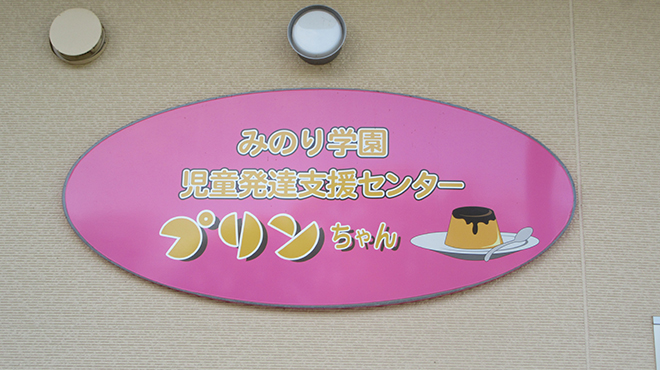 みのり学園
児童発達支援センター
プリンちゃん